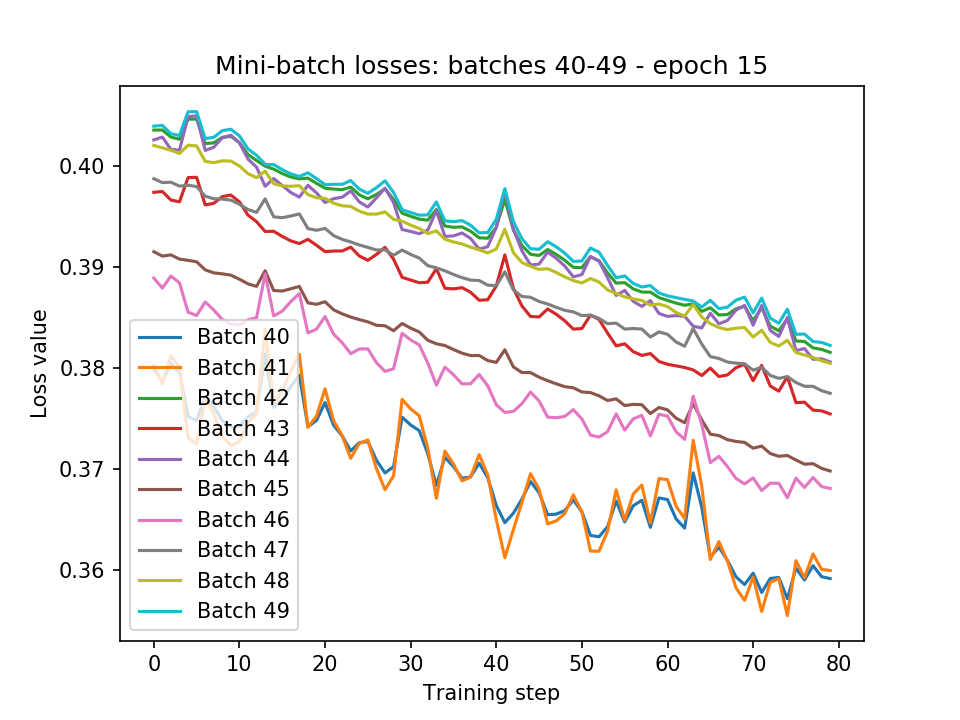 Mini-batch losses: batches 40-49 - epoch 15
Loss value
0.40
0.39
0.38
0.37
0.36
Batch 40
Batch 41
Batch 42
Batch 43
Batch 44
Batch 45
Batch 46
Batch 47
Batch 48
Batch 49
0 10 20 30 40 50 60 70 80
Training step